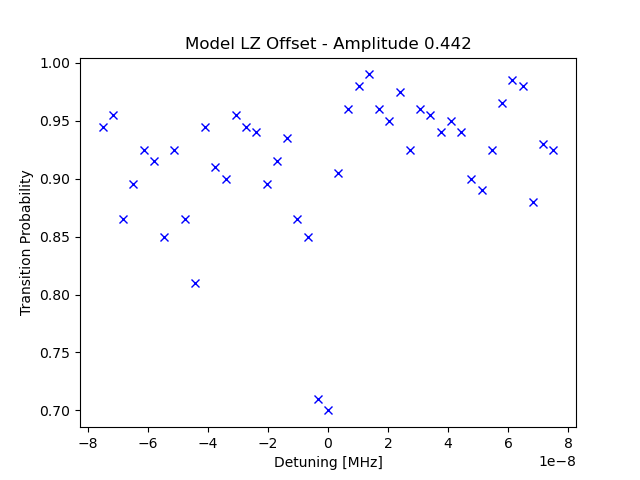 Model LZ Offset - Amplitude 0.442
1.00
0.95
0.90
0.85
0.80
0.75
0.70
Transition Probability
−8 −6 −4 −2 0 2 4 6 8
1e−8
Detuning [MHz]